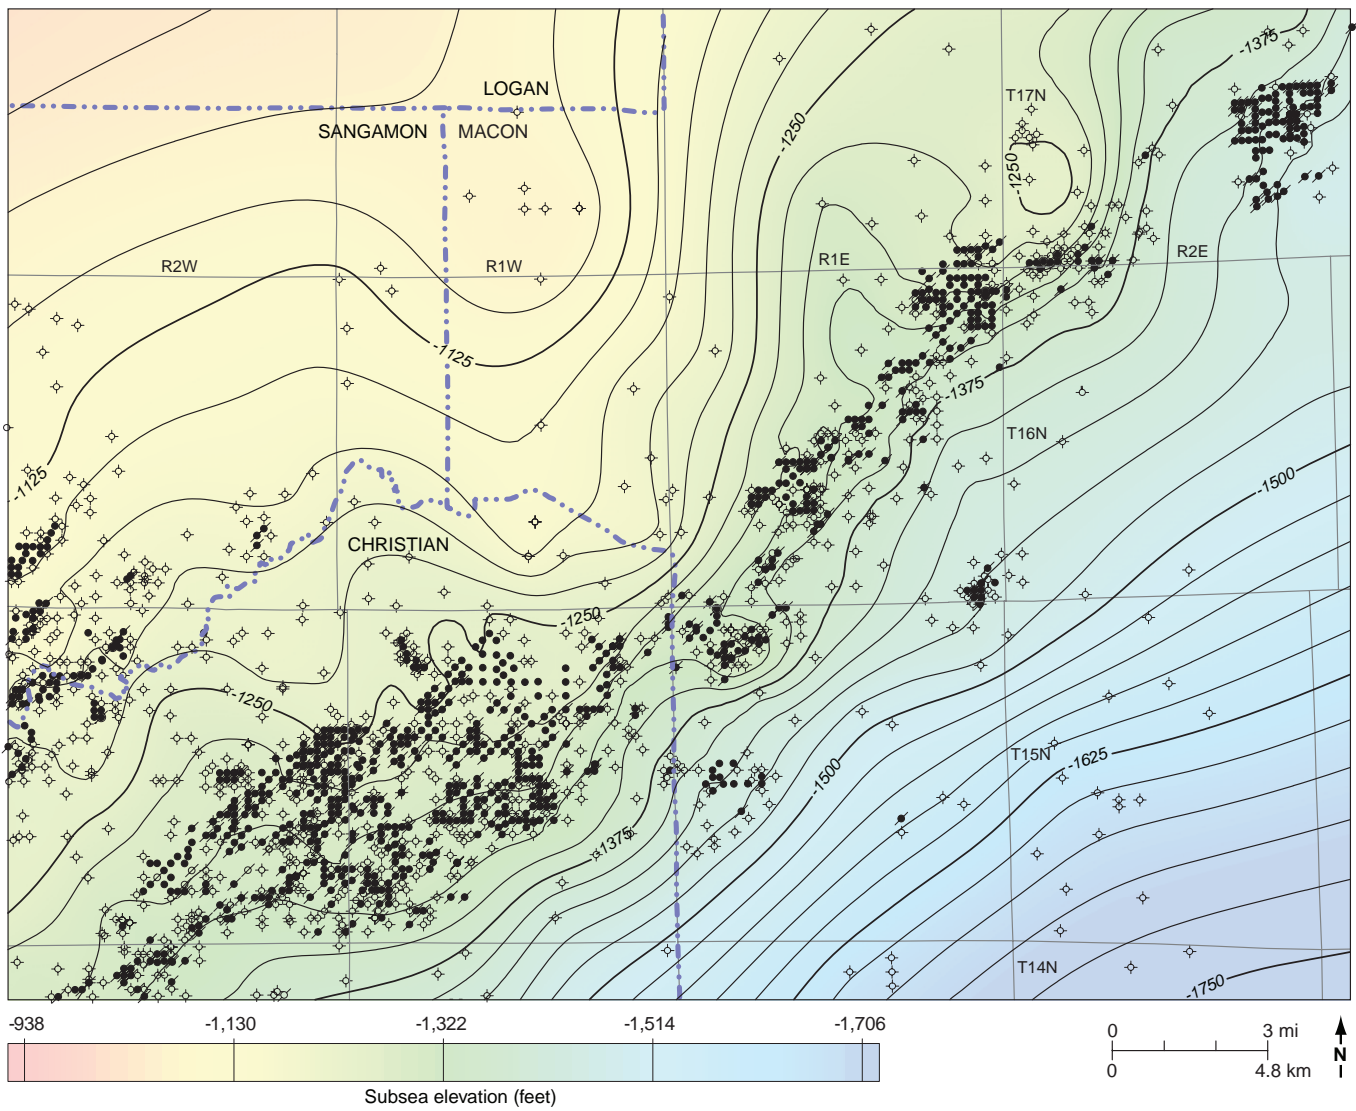 -1375
LOGAN
T17N
SANGAMON
MACON
-1250
-1250
R2W
R1W
R1E
R2E
-1125
-1375
T16N
-1125
-1500
CHRISTIAN
-1250
-1250
T15N
-1625
-1500
-1375
T14N
-1750
-938
-1,130
-1,322
-1,514
-1,706
0
3 mi
0
4.8 km
N
Subsea elevation (feet)